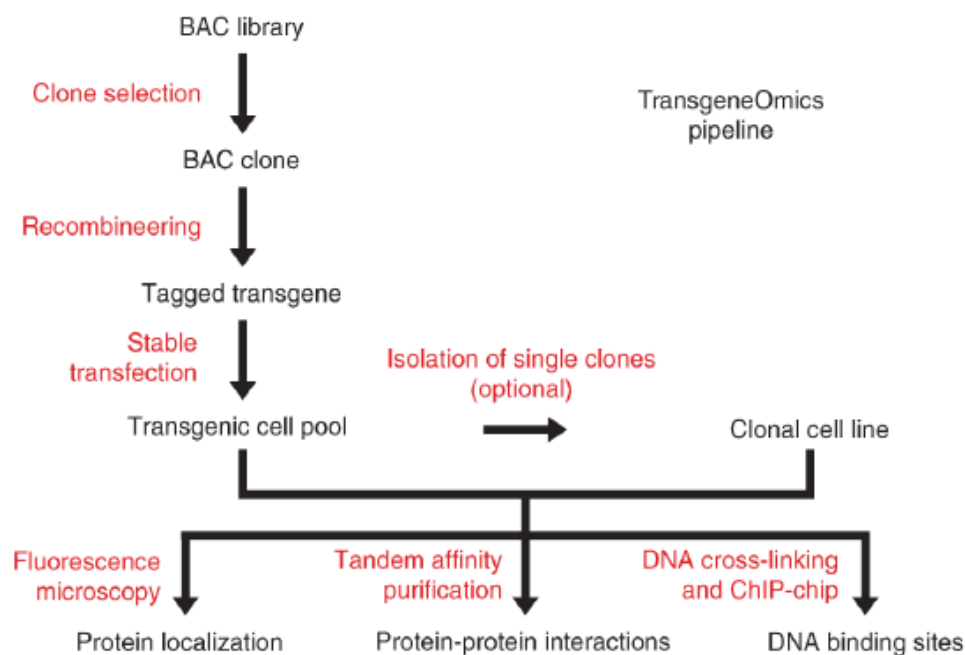 BAC library
Clone selection
TransgeneOmics
pipeline
BAC clone
Recombineering
Tagged transgene
Stable
transfection
Isolation of single clones
(optional)
Transgenic cell pool
Clonal cell line
Fluorescence
microscopy
Tandem affinity
purification
DNA cross-linking
and ChIP-chip
Protein localization
Protein-protein interactions
DNA binding sites